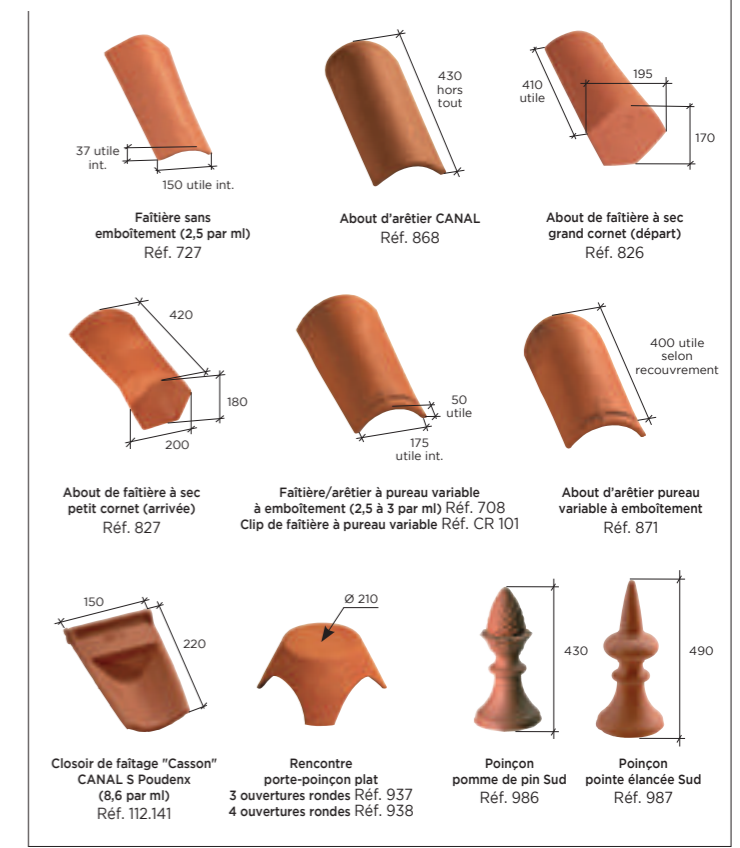 37 utile
int.
150 utile int.
Faîtière sans
emboîtement (2,5 par ml)
Réf. 727
430
hors
tout
About d'arêtier CANAL
Réf. 868
410
utile
195
170
About de faîtière à sec
grand cornet (départ)
Réf. 826
420
180
200
About de faîtière à sec
petit cornet (arrivée)
Réf. 827
50
utile
175
utile int.
Faîtière/arêtier à pureau variable
à emboîtement (2,5 à 3 par ml) Réf. 708
Clip de faîtière à pureau variable Réf. CR 101
400 utile
selon
recouvrement
About d'arêtier pureau
variable à emboîtement
Réf. 871
150
220
Closoir de faîtage "Casson"
CANAL S Poudenx
(8,6 par ml)
Réf. 112.141
Ø 210
Rencontre
porte-poinçon plat
3 ouvertures rondes Réf. 937
4 ouvertures rondes Réf. 938
430
Poinçon
pomme de pin Sud
Réf. 986
490
Poinçon
pointe élancée Sud
Réf. 987